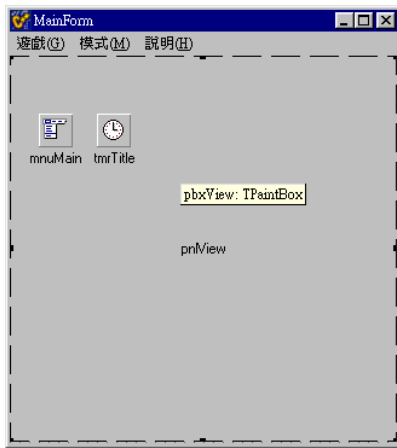 MainForm
遊戲(G) 模式(M) 說明(H)
mnuMain tmrTitle
pbxView: TPaintBox
pnlView